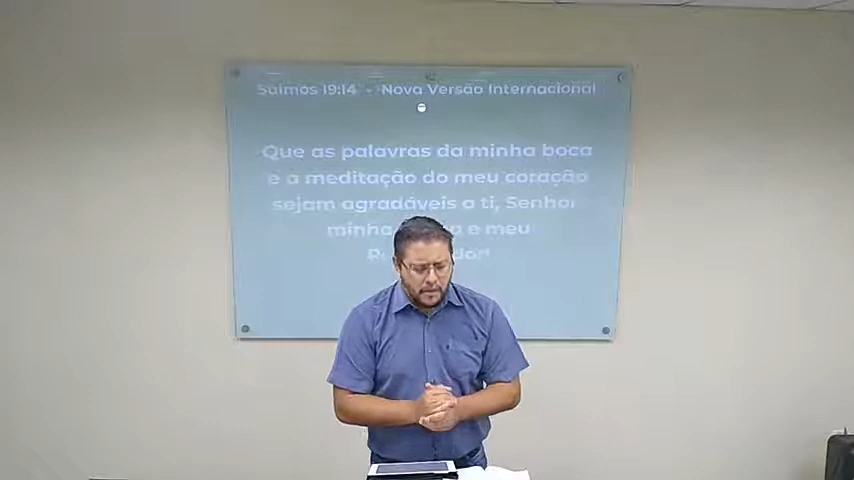 Salmos 19:14 - Nova Versão Internacional
Que as palavras da minha boca
e a meditação do meu coração
sejam agradáveis a ti, Senhor
minha e meu